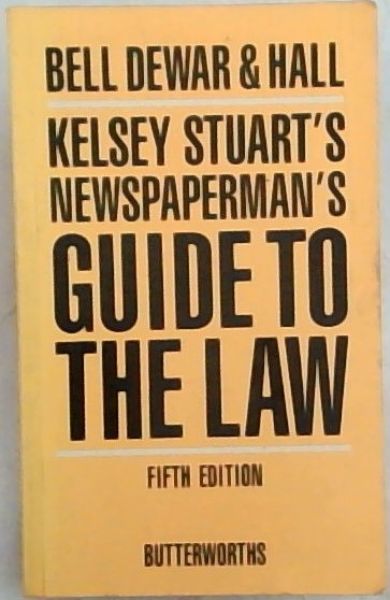 BELL DEWAR & HALL
KELSEY STUART'S
NEWSPAPERMAN'S
GUIDE TO
THE LAW
FIFTH EDITION
BUTTERWORTHS